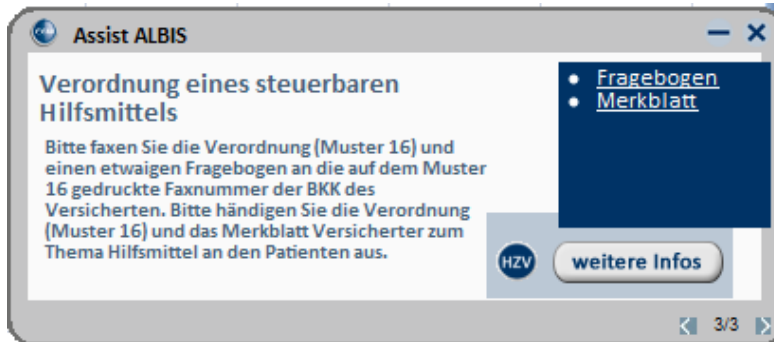 Assist ALBIS
Verordnung eines steuerbaren
Hilfsmittels
Bitte faxen Sie die Verordnung (Muster 16) und
einen etwaigen Fragebogen an die auf dem Muster
16 gedruckte Faxnummer der BKK des
Versicherten. Bitte händigen Sie die Verordnung
(Muster 16) und das Merkblatt Versicherter zum
Thema Hilfsmittel an den Patienten aus.
• Fragebogen
• Merkblatt
HZV
weitere Infos
3/3